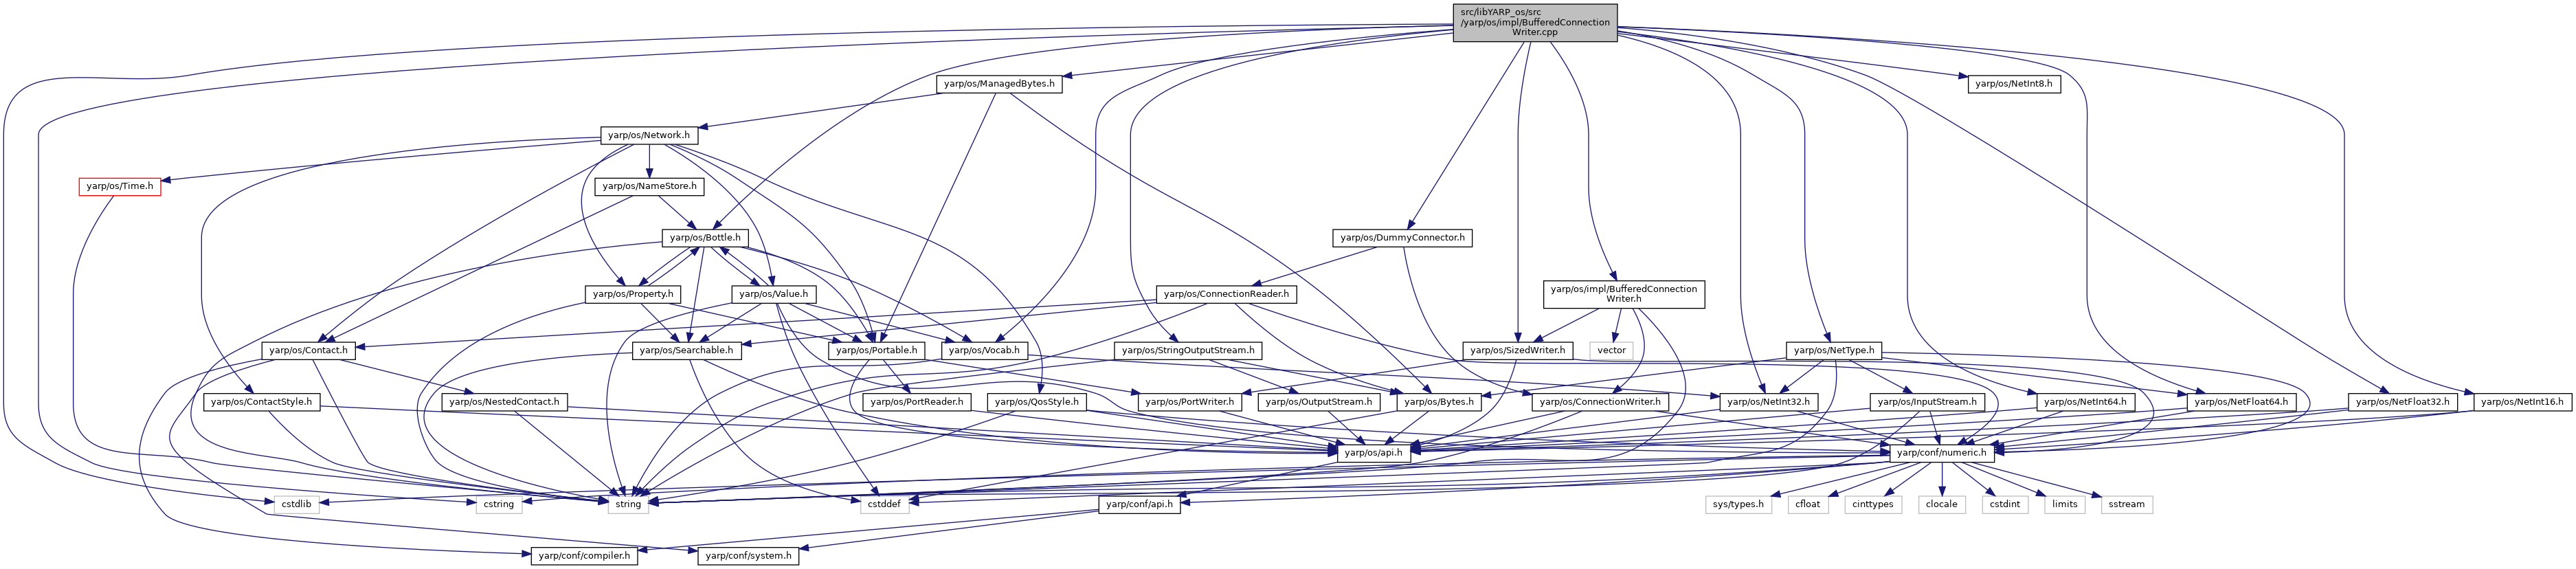 src/libYARP_os/src
/yarp/os/impl/BufferedConnection
Writer.cpp
yarp/os/ManagedBytes.h
yarp/os/NetInt8.h
yarp/os/Network.h
yarp/os/Time.h
yarp/os/NameStore.h
yarp/os/Bottle.h
yarp/os/DummyConnector.h
yarp/os/Property.h
yarp/os/Value.h
yarp/os/ConnectionReader.h
yarp/os/impl/BufferedConnection
Writer.h
yarp/os/Contact.h
yarp/os/Searchable.h
yarp/os/Portable.h
yarp/os/Vocab.h
yarp/os/StringOutputStream.h
yarp/os/SizedWriter.h
vector
yarp/os/NetType.h
yarp/os/ContactStyle.h
yarp/os/NestedContact.h
yarp/os/PortReader.h
yarp/os/QosStyle.h
yarp/os/PortWriter.h
yarp/os/OutputStream.h
yarp/os/Bytes.h
yarp/os/ConnectionWriter.h
yarp/os/NetInt32.h
yarp/os/InputStream.h
yarp/os/NetInt64.h
yarp/os/NetFloat64.h
yarp/os/NetFloat32.h
yarp/os/NetInt16.h
yarp/os/api.h
yarp/conf/numeric.h
cstdlib
cstring
string
cstddef
yarp/conf/api.h
sys/types.h
cfloat
cinttypes
clocale
cstdint
limits
sstream
yarp/conf/compiler.h
yarp/conf/system.h